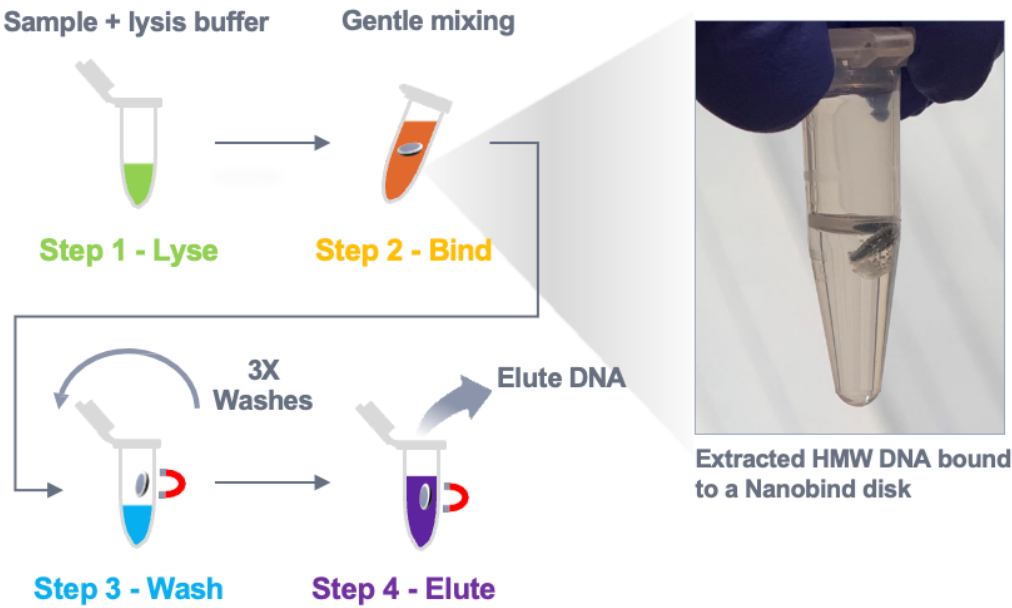 Sample + lysis buffer
Gentle mixing
Step 1 - Lyse
Step 2 - Bind
3X
Washes
Elute DNA
Extracted HMW DNA bound
to a Nanobind disk
Step 3 - Wash
Step 4 - Elute